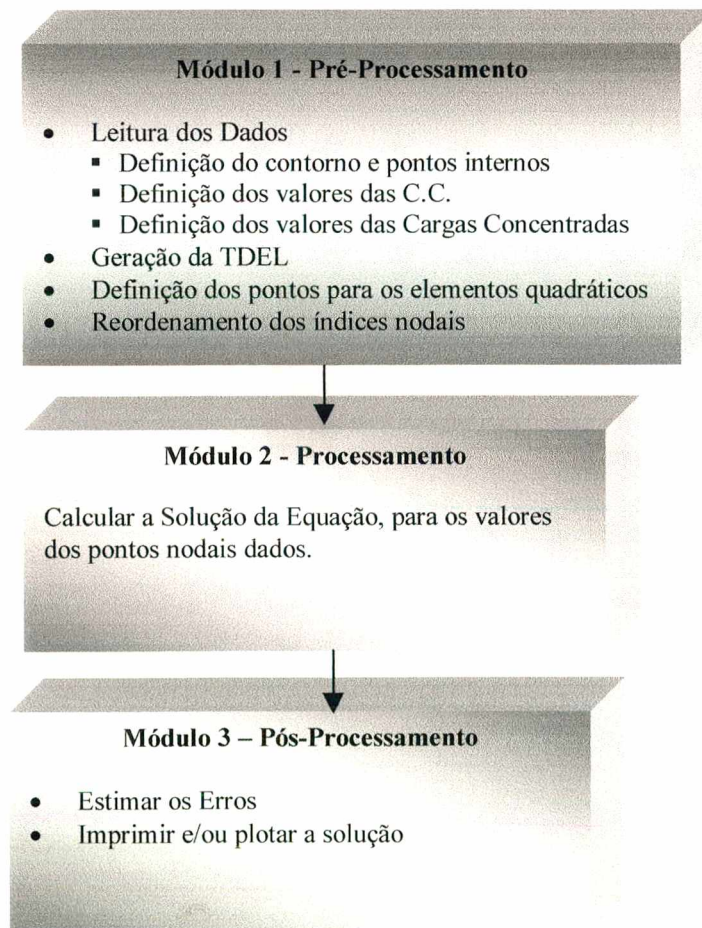 Módulo 1 - Pré-Processamento
• Leitura dos Dados
▪ Definição do contorno e pontos internos
▪ Definição dos valores das C.C.
▪ Definição dos valores das Cargas Concentradas
• Geração da TDEL
• Definição dos pontos para os elementos quadráticos
• Reordenamento dos índices nodais
Módulo 2 - Processamento
Calcular a Solução da Equação, para os valores
dos pontos nodais dados.
Módulo 3 – Pós-Processamento
• Estimar os Erros
• Imprimir e/ou plotar a solução